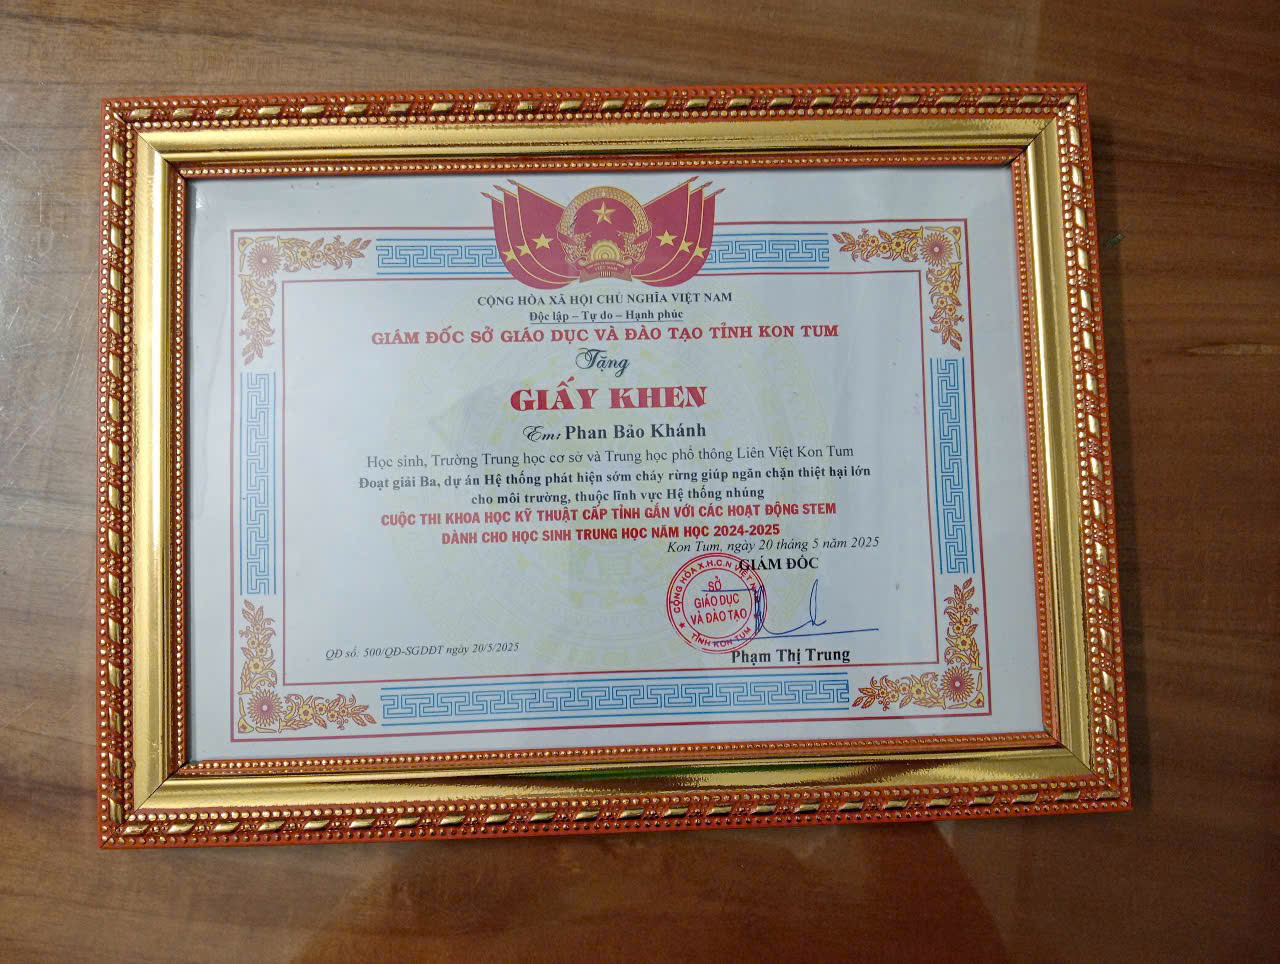 VIỆT NAM
CỘNG HÒA XÃ HỘI CHỦ NGHĨA VIỆT NAM
Độc lập – Tự do – Hạnh phúc
GIÁM ĐỐC SỞ GIÁO DỤC VÀ ĐÀO TẠO TỈNH KON TUM
Tặng
GIẤY KHEN
Em: Phan Bảo Khánh
Học sinh, Trường Trung học cơ sở và Trung học phổ thông Liên Việt Kon Tum
Đoạt giải Ba, dự án Hệ thống phát hiện sớm cháy rừng giúp ngăn chặn thiệt hại lớn
cho môi trường, thuộc lĩnh vực Hệ thống nhúng
CUỘC THI KHOA HỌC KỸ THUẬT CẤP TỈNH GẮN VỚI CÁC HOẠT ĐỘNG STEM
DÀNH CHO HỌC SINH TRUNG HỌC NĂM HỌC 2024-2025
Kon Tum, ngày 20 tháng 5 năm 2025
GIÁM ĐỐC
CỘNG HÒA X.H.C.N VIỆT NAM
SỞ
GIÁO DỤC
VÀ ĐÀO TẠO
TỈNH KON TUM
QĐ số: 500/QĐ-SGDĐT ngày 20/5/2025
Phạm Thị Trung